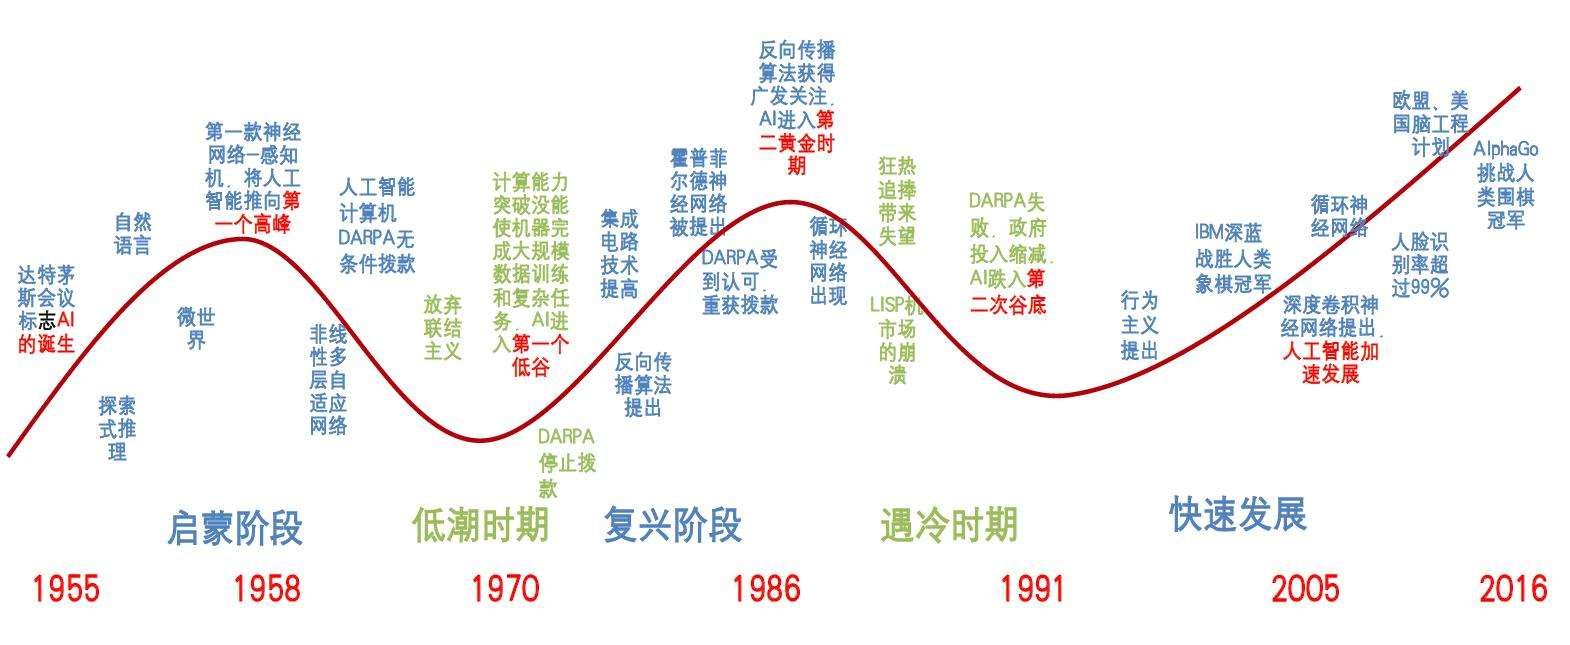 达特茅
斯会议
标志AI
的诞生
探索
式推
理
自然
语言
微世
界
第一款神经
网络-感知
机，将人工
智能推向第
一个高峰
人工智能
计算机
DARPA无
条件拨款
非线
性多
层自
适应
网络
放弃
联结
主义
计算能力
突破没能
使机器完
成大规模
数据训练
和复杂任
务，AI进
入第一个
低谷
DARPA
停止拨
款
集成
电路
技术
提高
反向传
播算法
提出
霍普菲
尔德神
经网络
被提出
DARPA受
到认可，
重获拨款
反向传播
算法获得
广发关注，
AI进入第
二黄金时
期
循环
神经
网络
出现
狂热
追捧
带来
失望
LISP机
市场
的崩
溃
DARPA失
败，政府
投入缩减，
AI跌入第
二次谷底
行为
主义
提出
IBM深蓝
战胜人类
象棋冠军
循环神
经网络
深度卷积神
经网络提出，
人工智能加
速发展
欧盟、美
国脑工程
计划
人脸识
别率超
过99%
AlphaGo
挑战人
类围棋
冠军
启蒙阶段
低潮时期
复兴阶段
遇冷时期
快速发展
1955
1958
1970
1986
1991
2005
2016